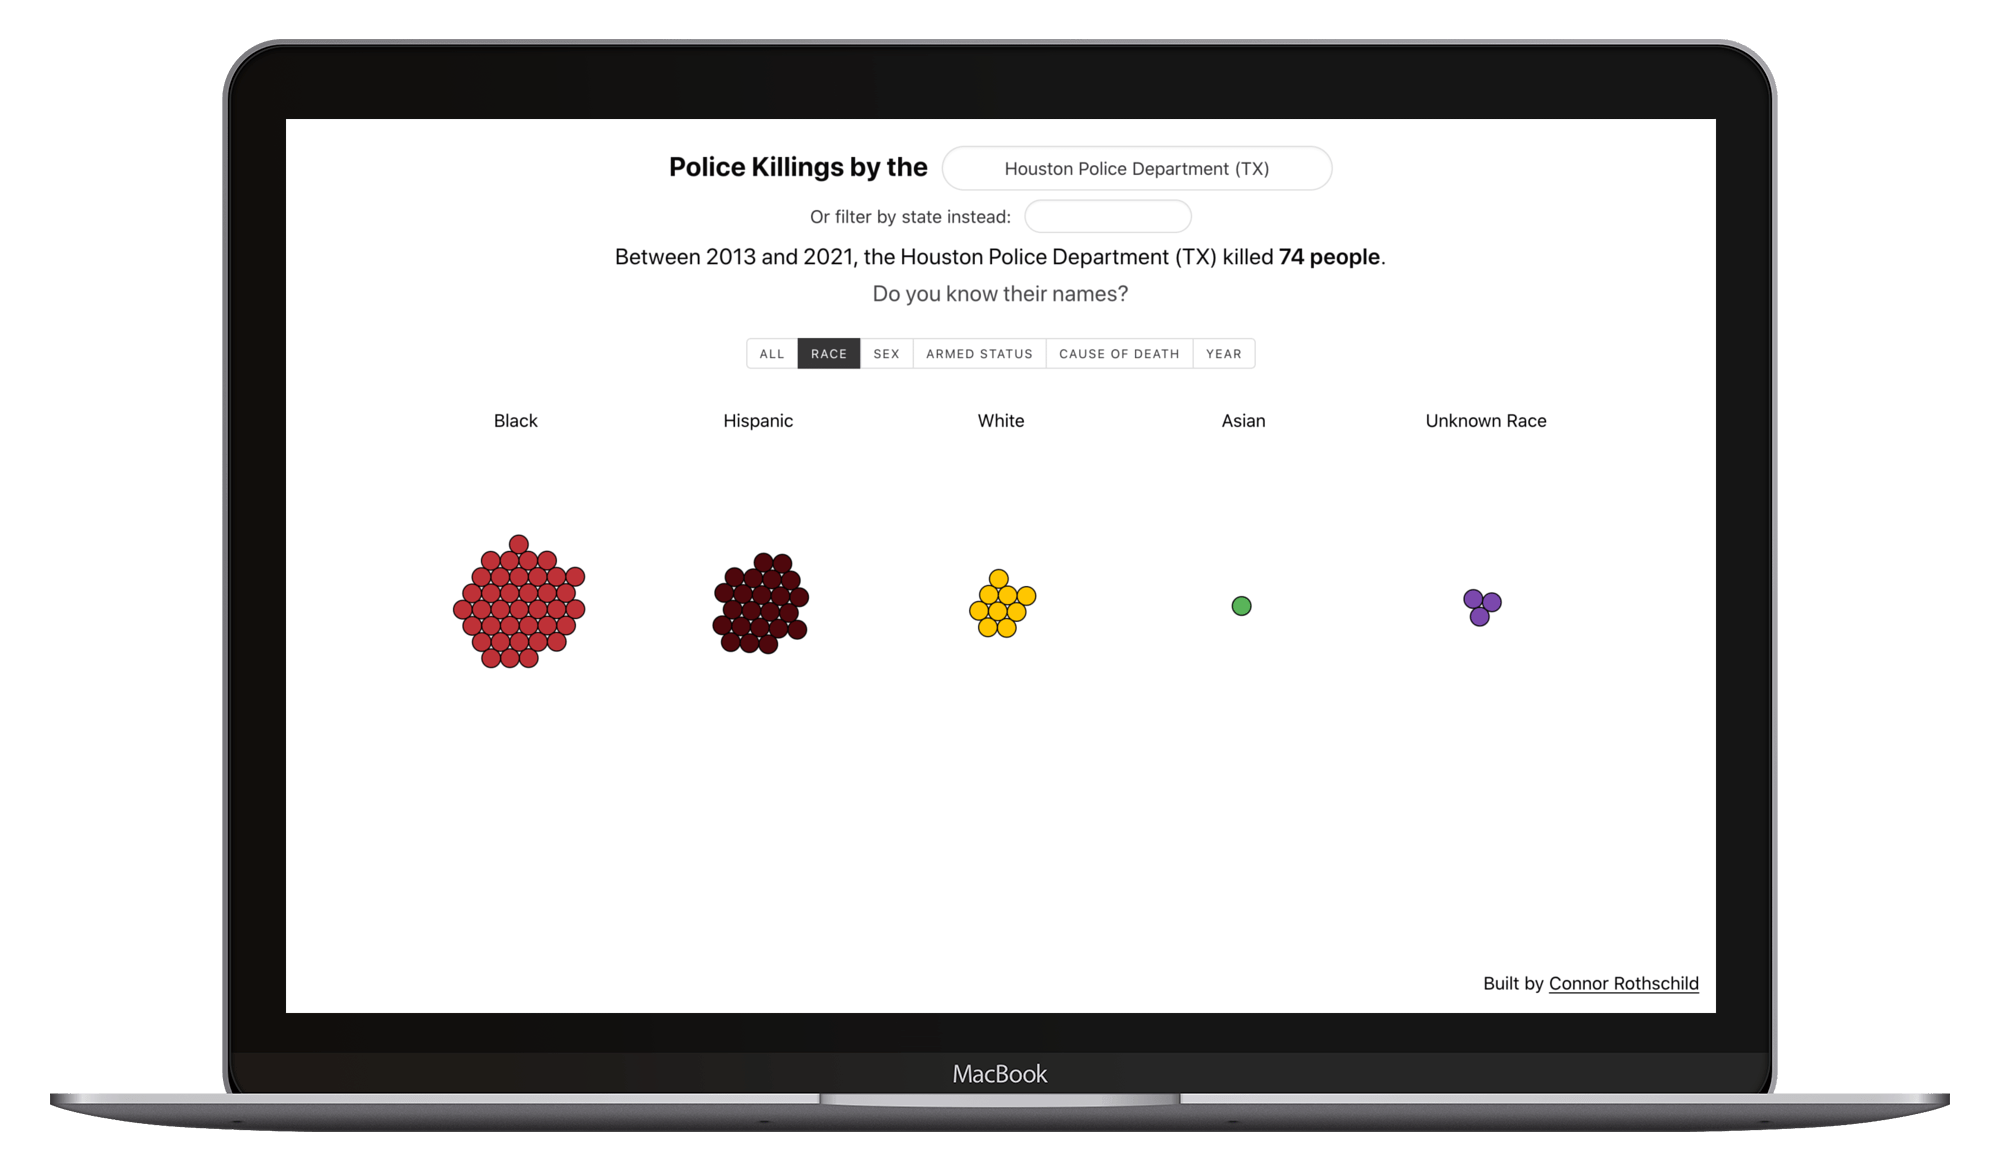 Police Killings by the Houston Police Department (TX)
Or filter by state instead:
Between 2013 and 2021, the Houston Police Department (TX) killed 74 people.
Do you know their names?
ALL RACE SEX ARMED STATUS CAUSE OF DEATH YEAR
Black Hispanic White Asian Unknown Race
Built by Connor Rothschild
MacBook